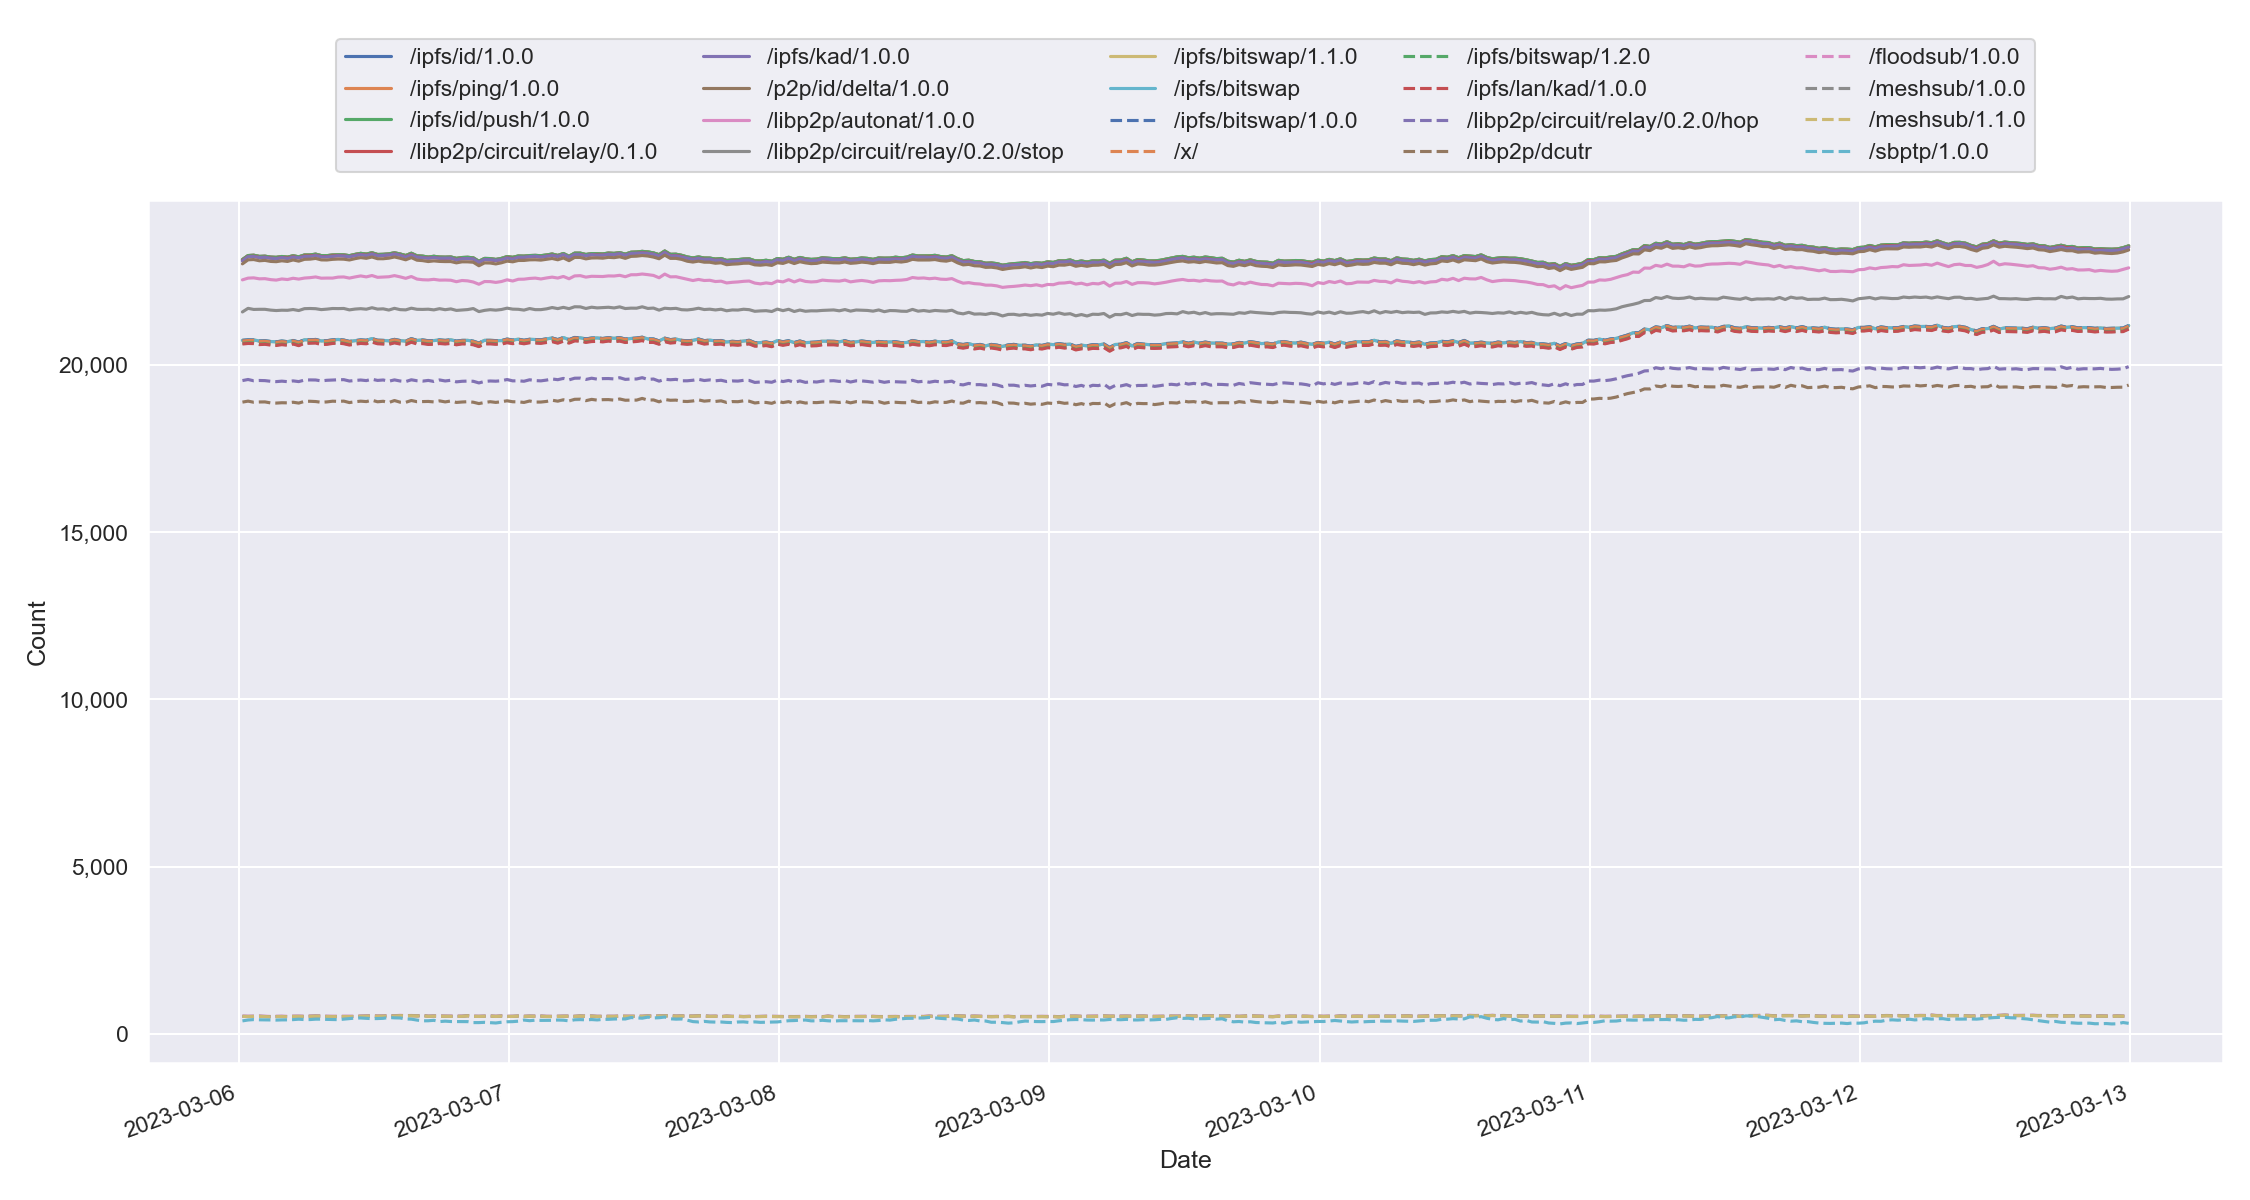 /ipfs/id/1.0.0
/ipfs/ping/1.0.0
/ipfs/id/push/1.0.0
/libp2p/circuit/relay/0.1.0
/ipfs/kad/1.0.0
/p2p/id/delta/1.0.0
/libp2p/autonat/1.0.0
/libp2p/circuit/relay/0.2.0/stop
/ipfs/bitswap/1.1.0
/ipfs/bitswap
/ipfs/bitswap/1.0.0
/x/
/ipfs/bitswap/1.2.0
/ipfs/lan/kad/1.0.0
/libp2p/circuit/relay/0.2.0/hop
/libp2p/dcutr
/floodsub/1.0.0
/meshsub/1.0.0
/meshsub/1.1.0
/sbptp/1.0.0
20,000
15,000
10,000
5,000
0
Count
2023-03-06
2023-03-07
2023-03-08
2023-03-09
2023-03-10
2023-03-11
2023-03-12
2023-03-13
Date